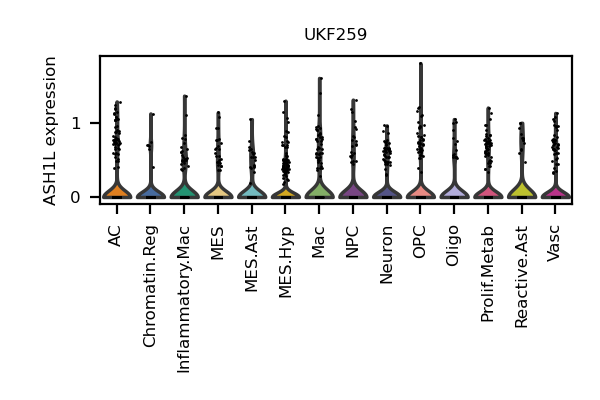 UKF259
ASH1L expression
1
0
AC
Chromatin.Reg
Inflammatory.Mac
MES
MES.Ast
MES.Hyp
Mac
NPC
Neuron
OPC
Oligo
Prolif.Metab
Reactive.Ast
Vasc